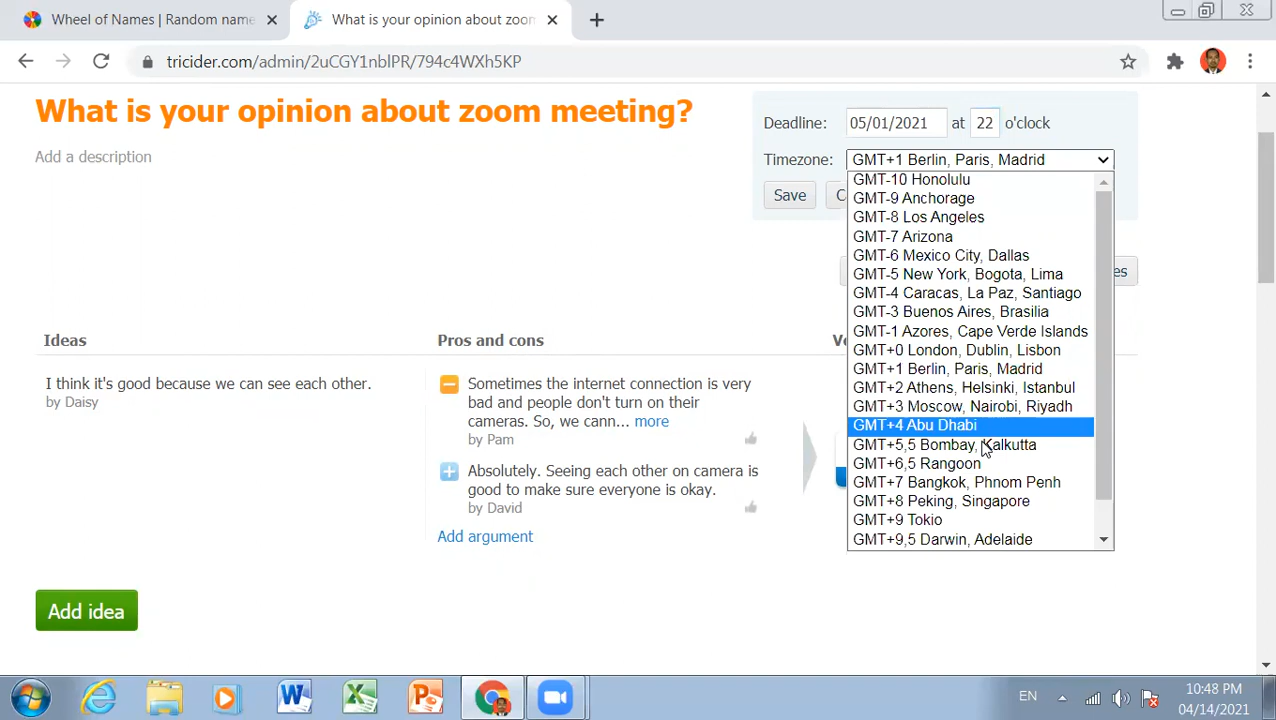 Wheel of Names | Random name
What is your opinion about zoom
tricider.com/admin/2uCGY1nblPR/794c4WXh5KP
What is your opinion about zoom meeting?
Add a description
Deadline: 05/01/2021 at 22 o'clock
Timezone: GMT+1 Berlin, Paris, Madrid
Save
GMT-10 Honolulu
GMT-9 Anchorage
GMT-8 Los Angeles
GMT-7 Arizona
GMT-6 Mexico City, Dallas
GMT-5 New York, Bogota, Lima
GMT-4 Caracas, La Paz, Santiago
GMT-3 Buenos Aires, Brasilia
GMT-1 Azores, Cape Verde Islands
GMT+0 London, Dublin, Lisbon
GMT+1 Berlin, Paris, Madrid
GMT+2 Athens, Helsinki, Istanbul
GMT+3 Moscow, Nairobi, Riyadh
GMT+4 Abu Dhabi
GMT+5,5 Bombay, Kalkutta
GMT+6,5 Rangoon
GMT+7 Bangkok, Phnom Penh
GMT+8 Peking, Singapore
GMT+9 Tokio
GMT+9,5 Darwin, Adelaide
Ideas
Pros and cons
I think it's good because we can see each other.
by Daisy
Sometimes the internet connection is very
bad and people don't turn on their
cameras. So, we cann... more
by Pam
Absolutely. Seeing each other on camera is
good to make sure everyone is okay.
by David
Add argument
Add idea
EN
10:48 PM
04/14/2021